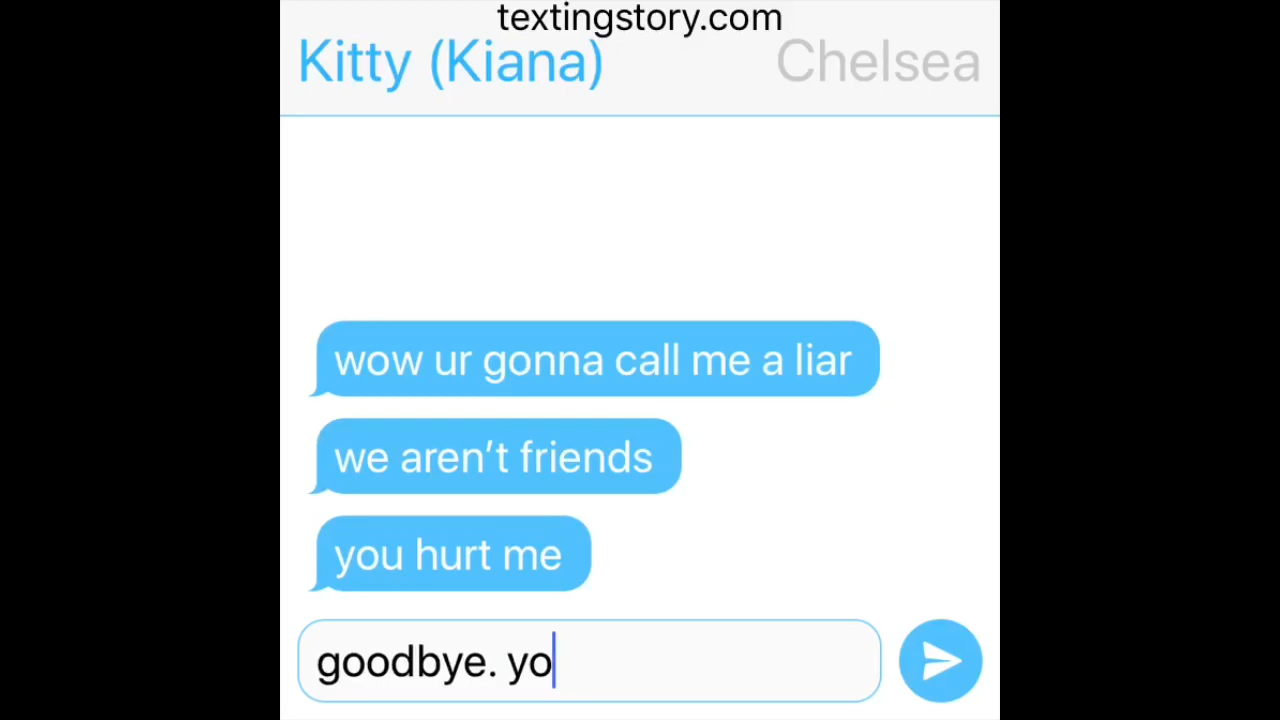 textingstory.com
Kitty (Kiana) Chelsea
wow ur gonna call me a liar
we aren’t friends
you hurt me
goodbye. yo